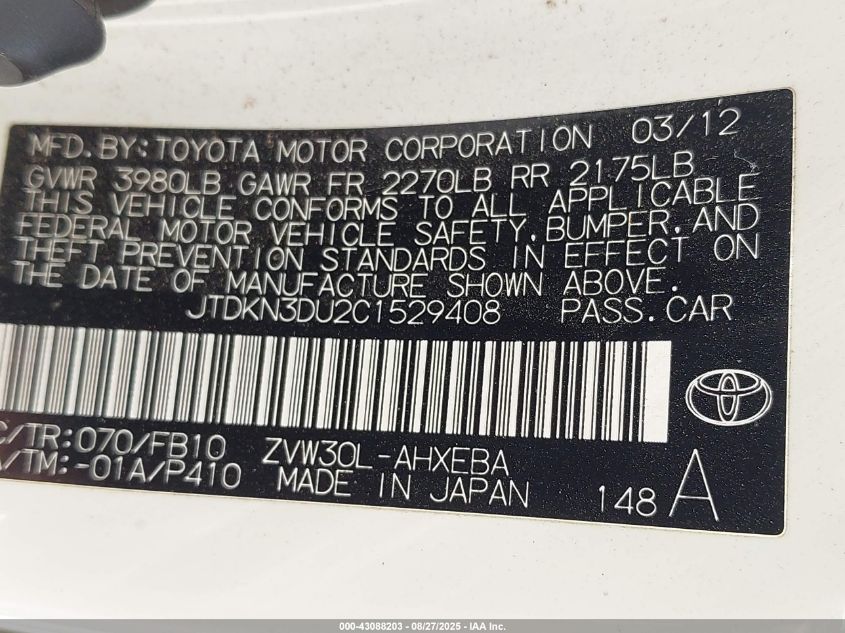 MFD. BY: TOYOTA MOTOR CORPORATION 03/12
GVWR 3980LB GAWR FR 2270LB RR 2175LB
THIS VEHICLE CONFORMS TO ALL APPLICABLE
FEDERAL MOTOR VEHICLE SAFETY, BUMPER, AND
THEFT PREVENTION STANDARDS IN EFFECT ON
THE DATE OF MANUFACTURE SHOWN ABOVE.
JTDKN3DU2C1529408 PASS. CAR
C/TR: 070/FB10 ZVW30L-AHXEBA
/TM: -01A/P410 MADE IN JAPAN 148 A
000-43088203 - 08/27/2025 - IAA Inc.